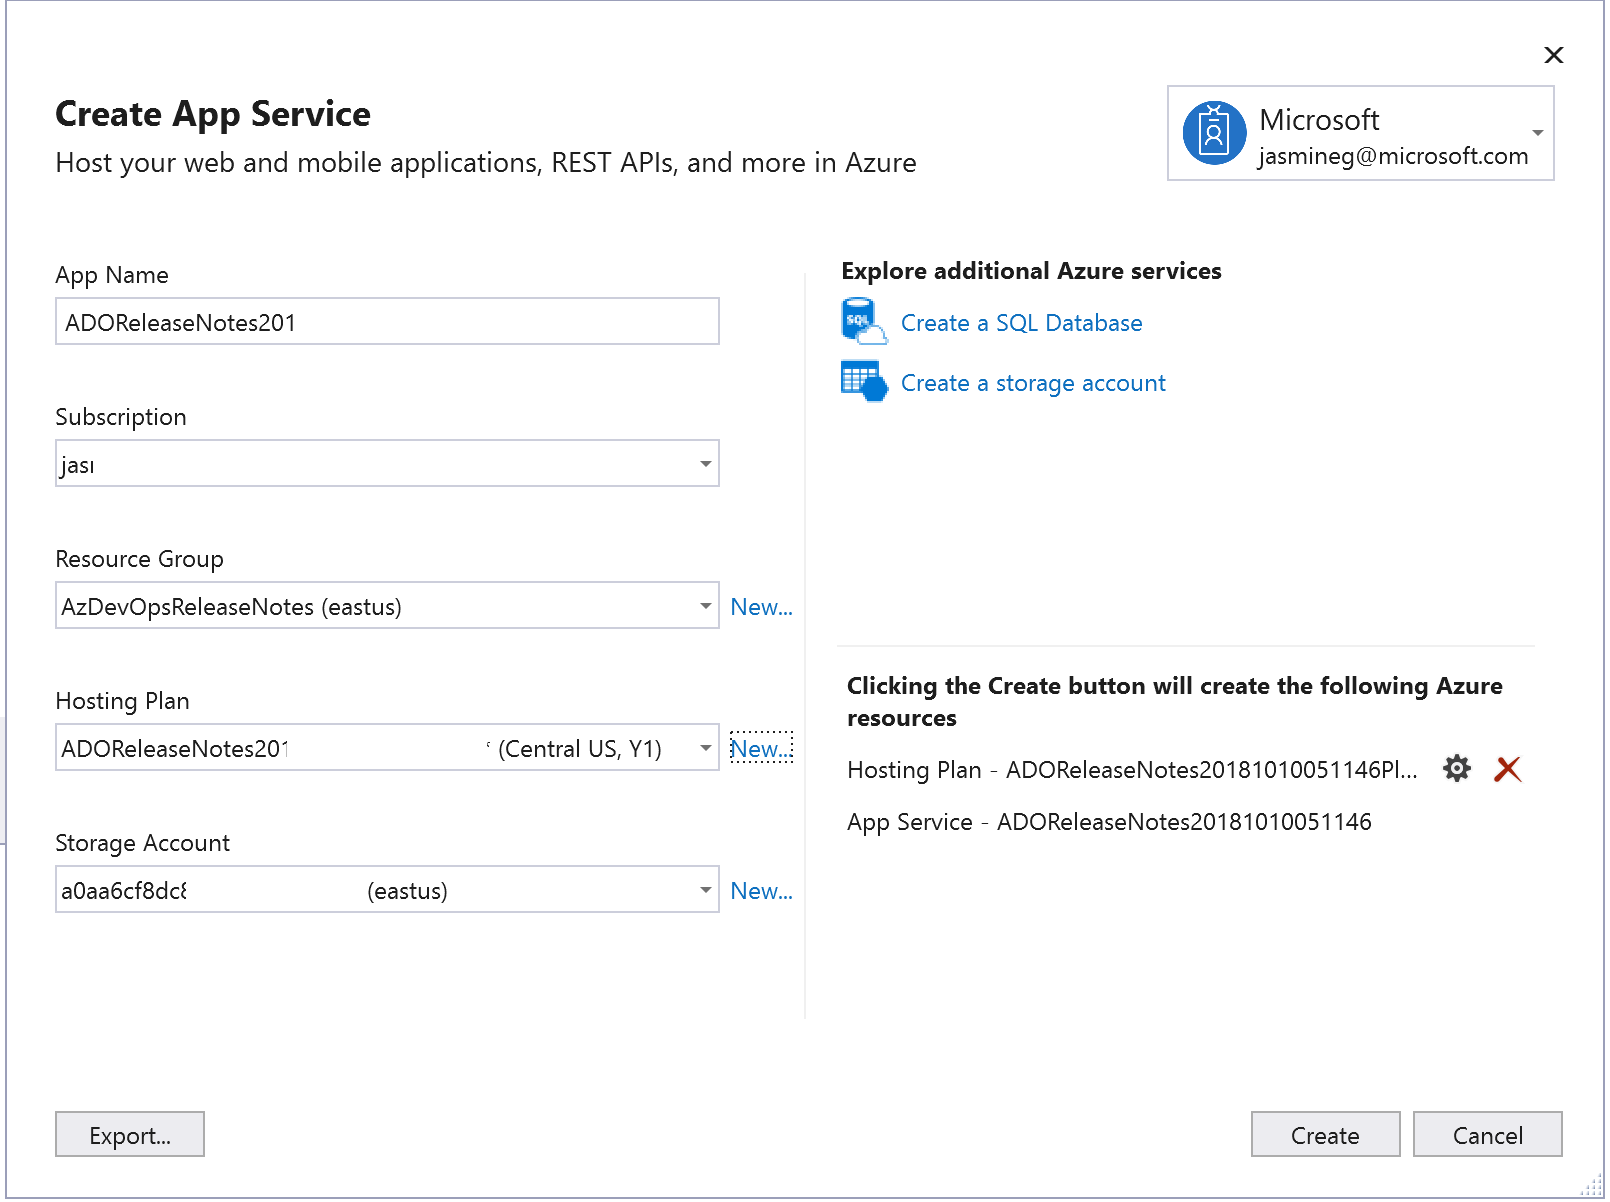 Create App Service
Host your web and mobile applications, REST APIs, and more in Azure
Microsoft
jasmineg@microsoft.com
App Name
ADOReleaseNotes201
Subscription
Resource Group
AzDevOpsReleaseNotes (eastus)
New...
Hosting Plan
ADOReleaseNotes201 (Central US, Y1)
New...
Storage Account
a0aa6cf8dc (eastus)
New...
Explore additional Azure services
SQL
Create a SQL Database
Create a storage account
Clicking the Create button will create the following Azure
resources
Hosting Plan - ADOReleaseNotes20181010051146Pl...
App Service - ADOReleaseNotes20181010051146
Export...
Create
Cancel